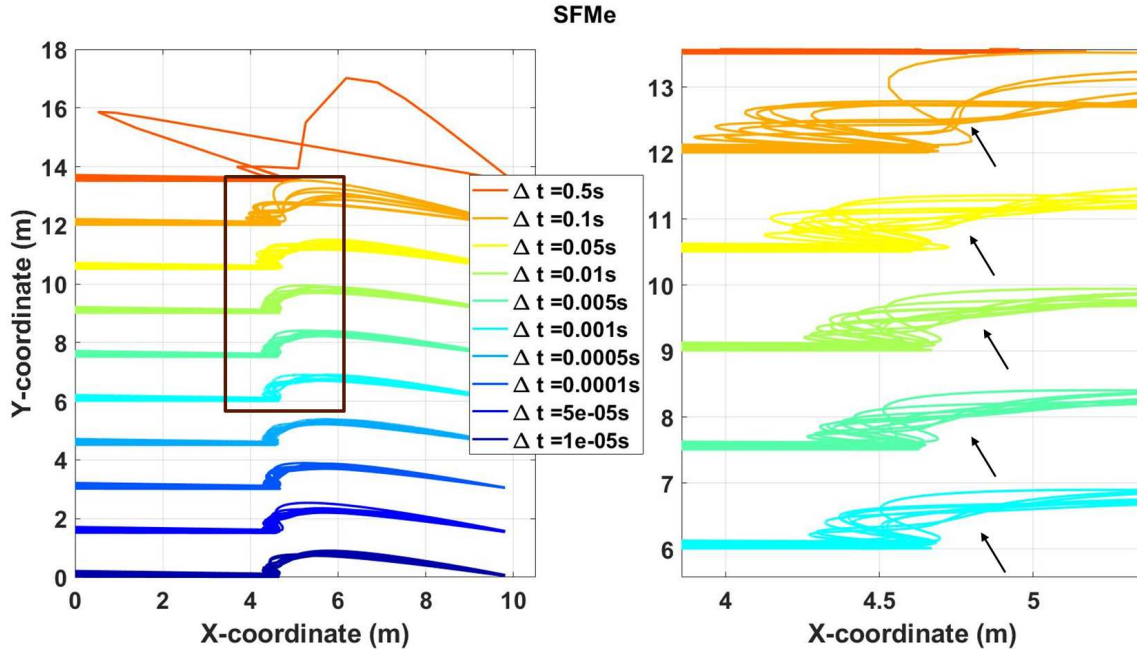 SFMe
18
16
14
12
10
8
6
4
2
0
0
2
4
6
8
10
Y-coordinate (m)
X-coordinate (m)
Δ t =0.5s
Δ t =0.1s
Δ t =0.05s
Δ t =0.01s
Δ t =0.005s
Δ t =0.001s
Δ t =0.0005s
Δ t =0.0001s
Δ t =5e-05s
Δ t =1e-05s
13
12
11
10
9
8
7
6
4
4.5
5
X-coordinate (m)